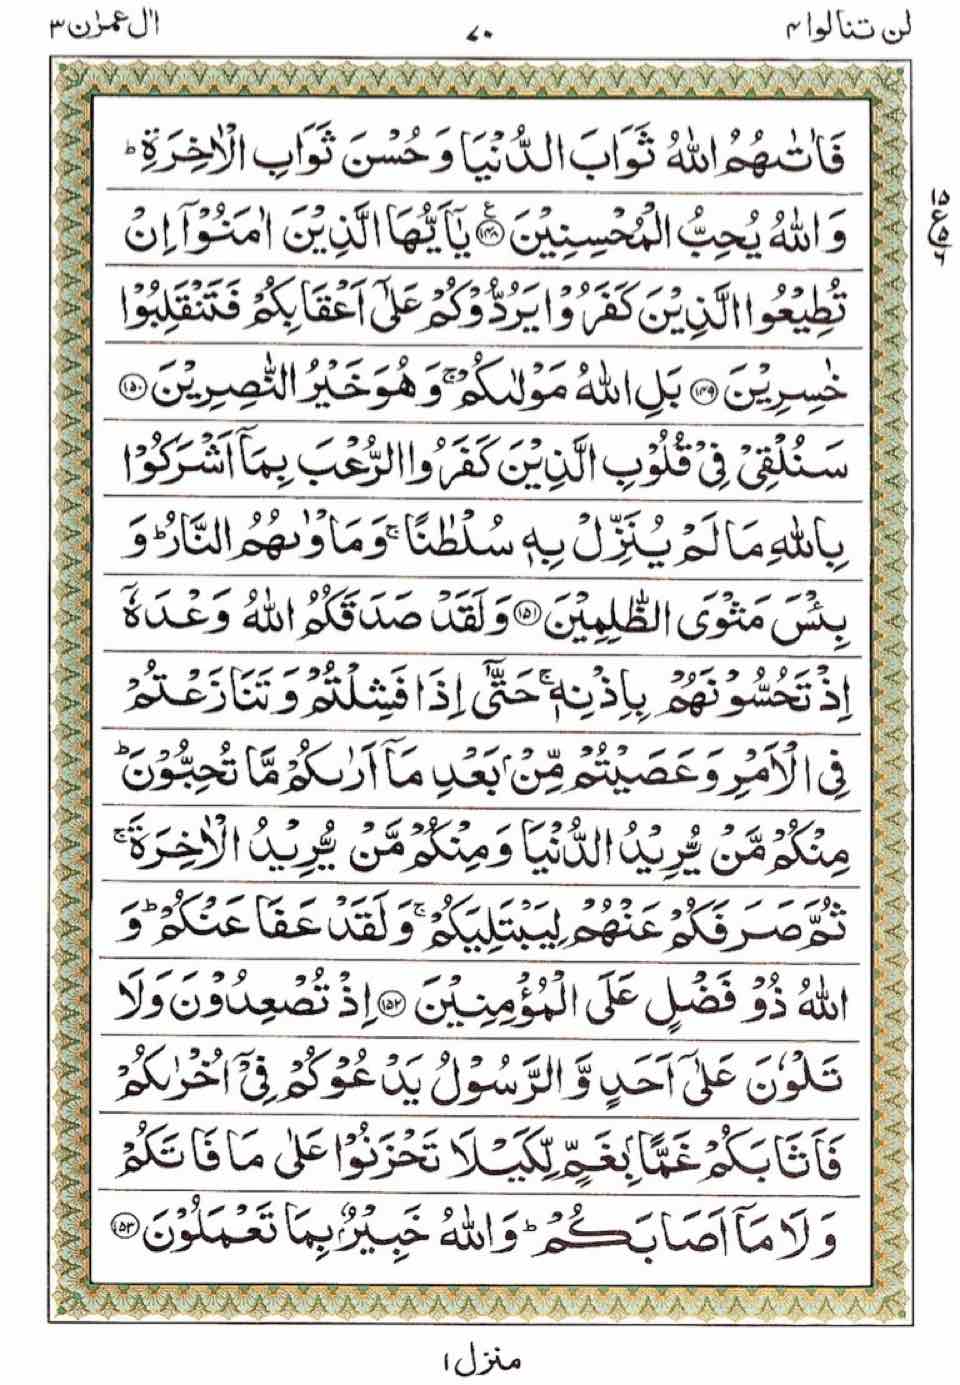 لن تنالوا ۴
۷۰
اٰل عمرٰن ۳
فَاٰتٰىهُمُ اللّٰهُ ثَوَابَ الدُّنْيَا وَ حُسْنَ ثَوَابِ الْاٰخِرَةِ ؕ
وَ اللّٰهُ يُحِبُّ الْمُحْسِنِيْنَ ﴿۱۴۸﴾ ع يٰۤاَيُّهَا الَّذِيْنَ اٰمَنُوْۤا اِنْ
تُطِيْعُوا الَّذِيْنَ كَفَرُوْا يَرُدُّوْكُمْ عَلٰۤى اَعْقَابِكُمْ فَتَنْقَلِبُوْا
خٰسِرِيْنَ ﴿۱۴۹﴾ بَلِ اللّٰهُ مَوْلٰىكُمْ ۚ وَ هُوَ خَيْرُ النّٰصِرِيْنَ ﴿۱۵۰﴾
سَنُلْقِيْ فِيْ قُلُوْبِ الَّذِيْنَ كَفَرُوا الرُّعْبَ بِمَاۤ اَشْرَكُوْا
بِاللّٰهِ مَا لَمْ يُنَزِّلْ بِهٖ سُلْطٰنًا ۚ وَ مَاْوٰىهُمُ النَّارُ ؕ وَ
بِئْسَ مَثْوَى الظّٰلِمِيْنَ ﴿۱۵۱﴾ وَ لَقَدْ صَدَقَكُمُ اللّٰهُ وَعْدَهٗۤ
اِذْ تَحُسُّوْنَهُمْ بِاِذْنِهٖ ۚ حَتّٰۤى اِذَا فَشِلْتُمْ وَ تَنَازَعْتُمْ
فِي الْاَمْرِ وَ عَصَيْتُمْ مِّنْۢ بَعْدِ مَاۤ اَرٰىكُمْ مَّا تُحِبُّوْنَ ؕ
مِنْكُمْ مَّنْ يُّرِيْدُ الدُّنْيَا وَ مِنْكُمْ مَّنْ يُّرِيْدُ الْاٰخِرَةَ ۚ
ثُمَّ صَرَفَكُمْ عَنْهُمْ لِيَبْتَلِيَكُمْ ۚ وَ لَقَدْ عَفَا عَنْكُمْ ؕ وَ
اللّٰهُ ذُوْ فَضْلٍ عَلَى الْمُؤْمِنِيْنَ ﴿۱۵۲﴾ اِذْ تُصْعِدُوْنَ وَ لَا
تَلْوٗنَ عَلٰۤى اَحَدٍ وَّ الرَّسُوْلُ يَدْعُوْكُمْ فِيْۤ اُخْرٰىكُمْ
فَاَثَابَكُمْ غَمًّۢا بِغَمٍّ لِّكَيْلَا تَحْزَنُوْا عَلٰى مَا فَاتَكُمْ
وَ لَا مَاۤ اَصَابَكُمْ ؕ وَ اللّٰهُ خَبِيْرٌۢ بِمَا تَعْمَلُوْنَ ﴿۱۵۳﴾
۱۵
ع ۵
۶
منزل ۱